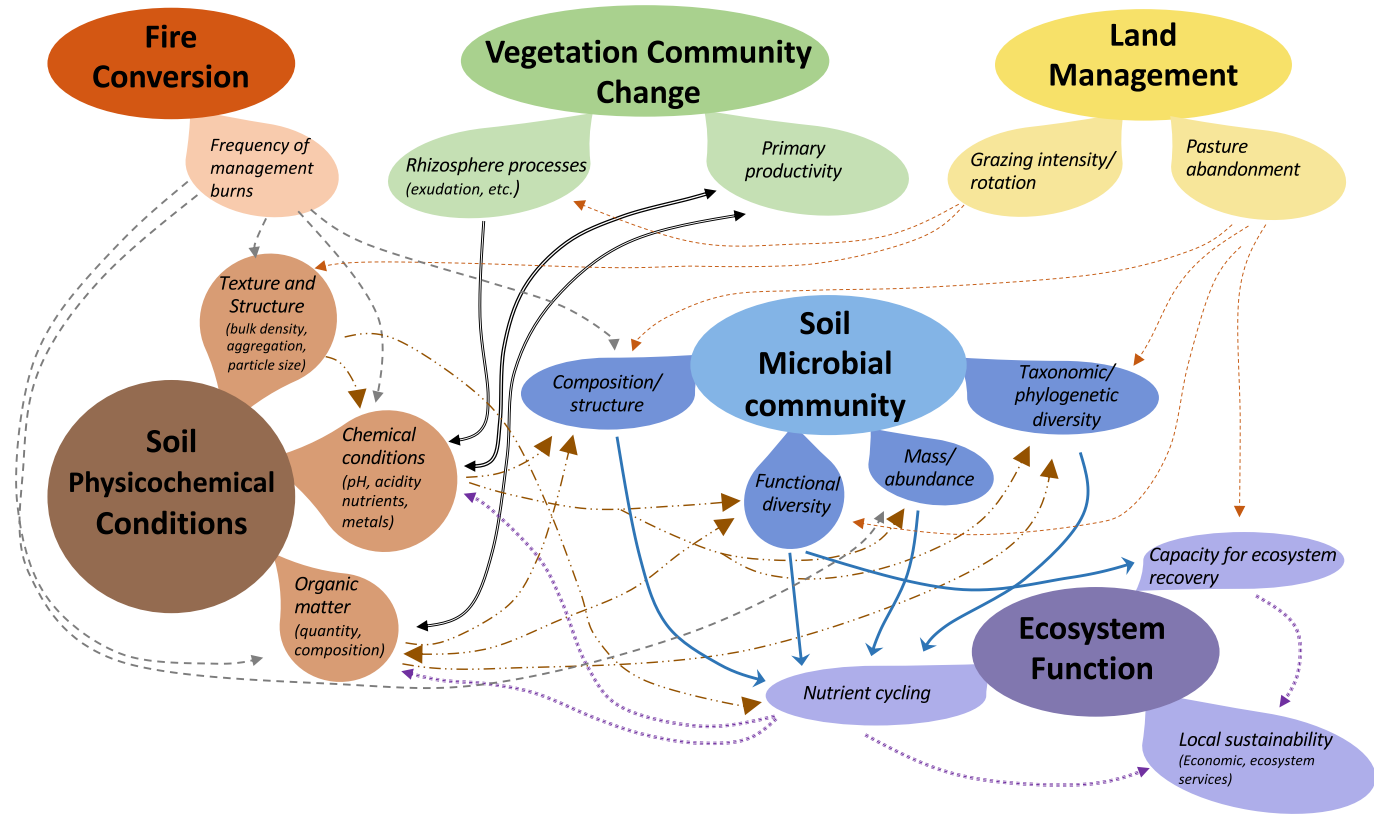 Fire
Conversion
Vegetation Community
Change
Land
Management
Frequency of
management
burns
Rhizosphere processes
(exudation, etc.)
Primary
productivity
Grazing intensity/
rotation
Pasture
abandonment
Texture and
Structure
(bulk density,
aggregation,
particle size)
Soil
Microbial
community
Composition/
structure
Taxonomic/
phylogenetic
diversity
Soil
Physicochemical
Conditions
Chemical
conditions
(pH, acidity
nutrients,
metals)
Functional
diversity
Mass/
abundance
Organic
matter
(quantity,
composition)
Capacity for ecosystem
recovery
Ecosystem
Function
Nutrient cycling
Local sustainability
(Economic, ecosystem
services)